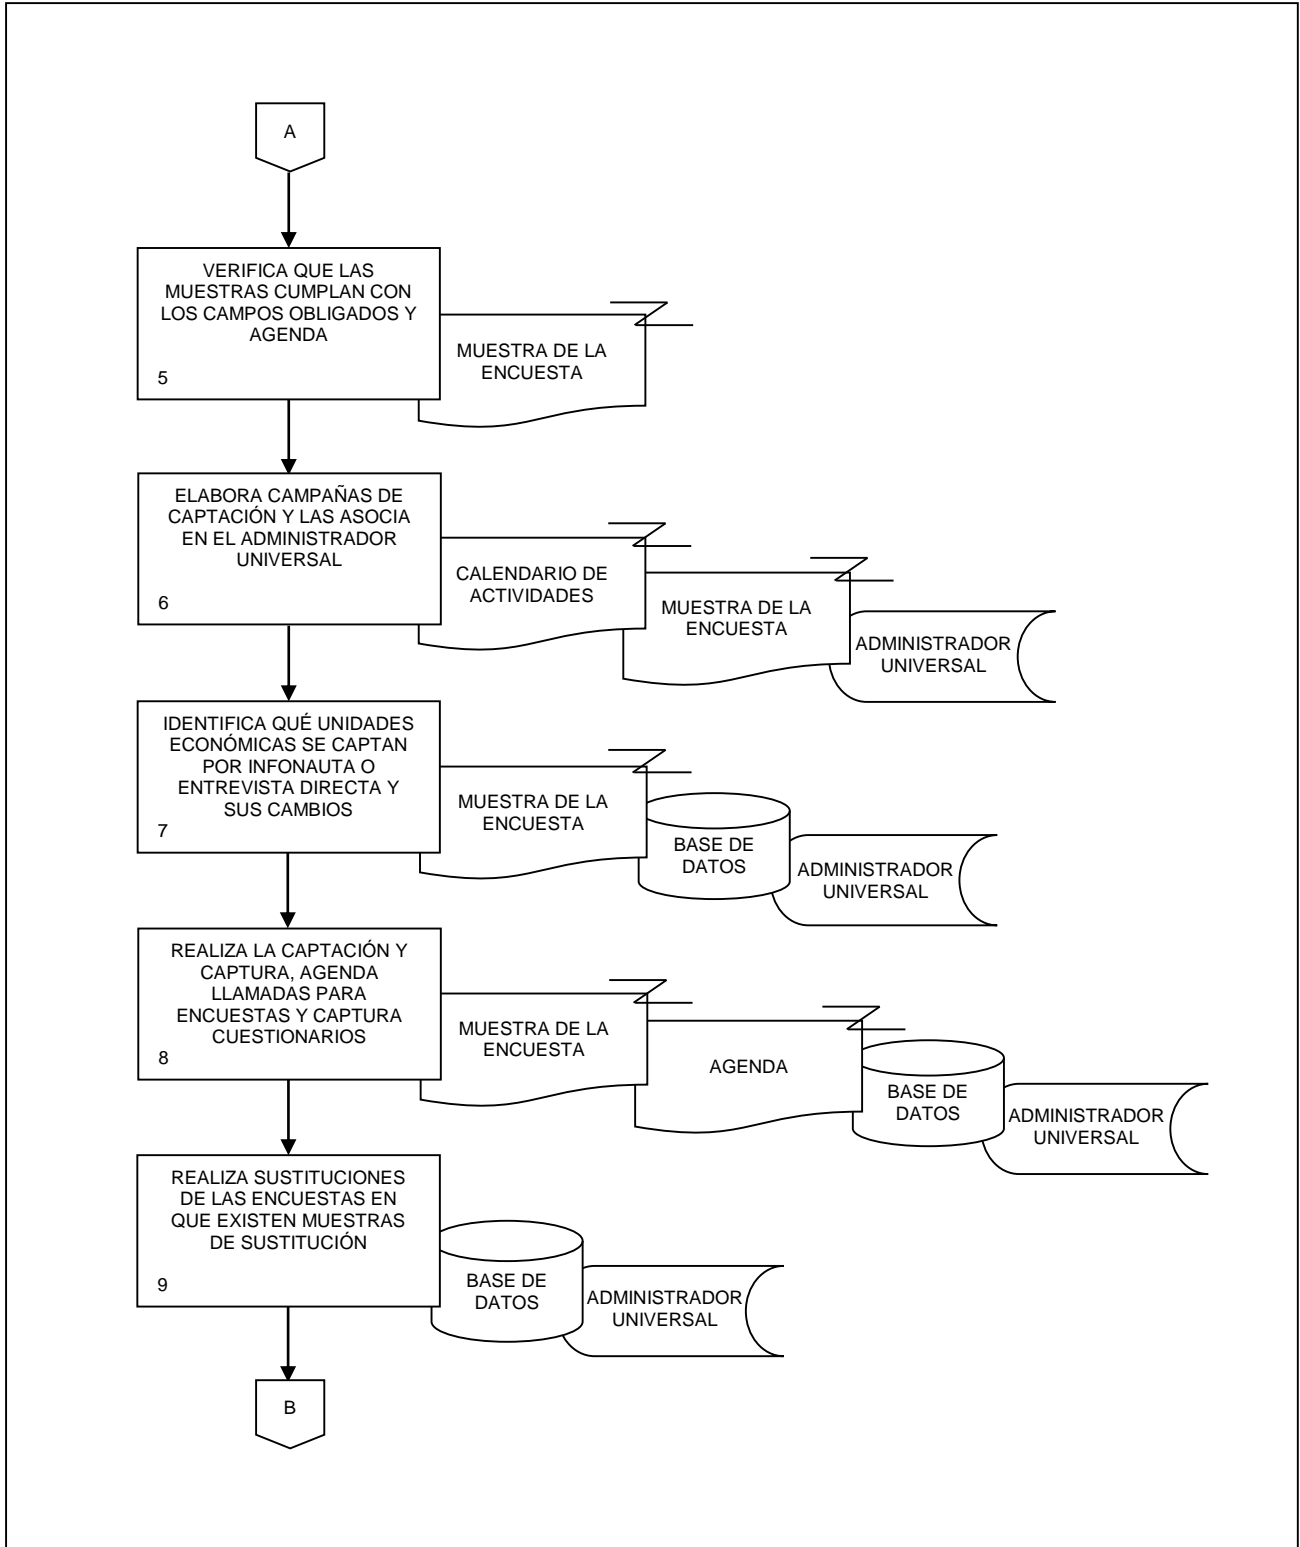 A
VERIFICA QUE LAS
MUESTRAS CUMPLAN CON
LOS CAMPOS OBLIGADOS Y
AGENDA
5
MUESTRA DE LA
ENCUESTA
ELABORA CAMPAÑAS DE
CAPTACIÓN Y LAS ASOCIA
EN EL ADMINISTRADOR
UNIVERSAL
6
CALENDARIO DE
ACTIVIDADES
MUESTRA DE LA
ENCUESTA
ADMINISTRADOR
UNIVERSAL
IDENTIFICA QUÉ UNIDADES
ECONÓMICAS SE CAPTAN
POR INFONAUTA O
ENTREVISTA DIRECTA Y
SUS CAMBIOS
7
MUESTRA DE LA
ENCUESTA
BASE DE
DATOS
ADMINISTRADOR
UNIVERSAL
REALIZA LA CAPTACIÓN Y
CAPTURA, AGENDA
LLAMADAS PARA
ENCUESTAS Y CAPTURA
CUESTIONARIOS
8
MUESTRA DE LA
ENCUESTA
AGENDA
BASE DE
DATOS
ADMINISTRADOR
UNIVERSAL
REALIZA SUSTITUCIONES
DE LAS ENCUESTAS EN
QUE EXISTEN MUESTRAS
DE SUSTITUCIÓN
9
BASE DE
DATOS
ADMINISTRADOR
UNIVERSAL
B